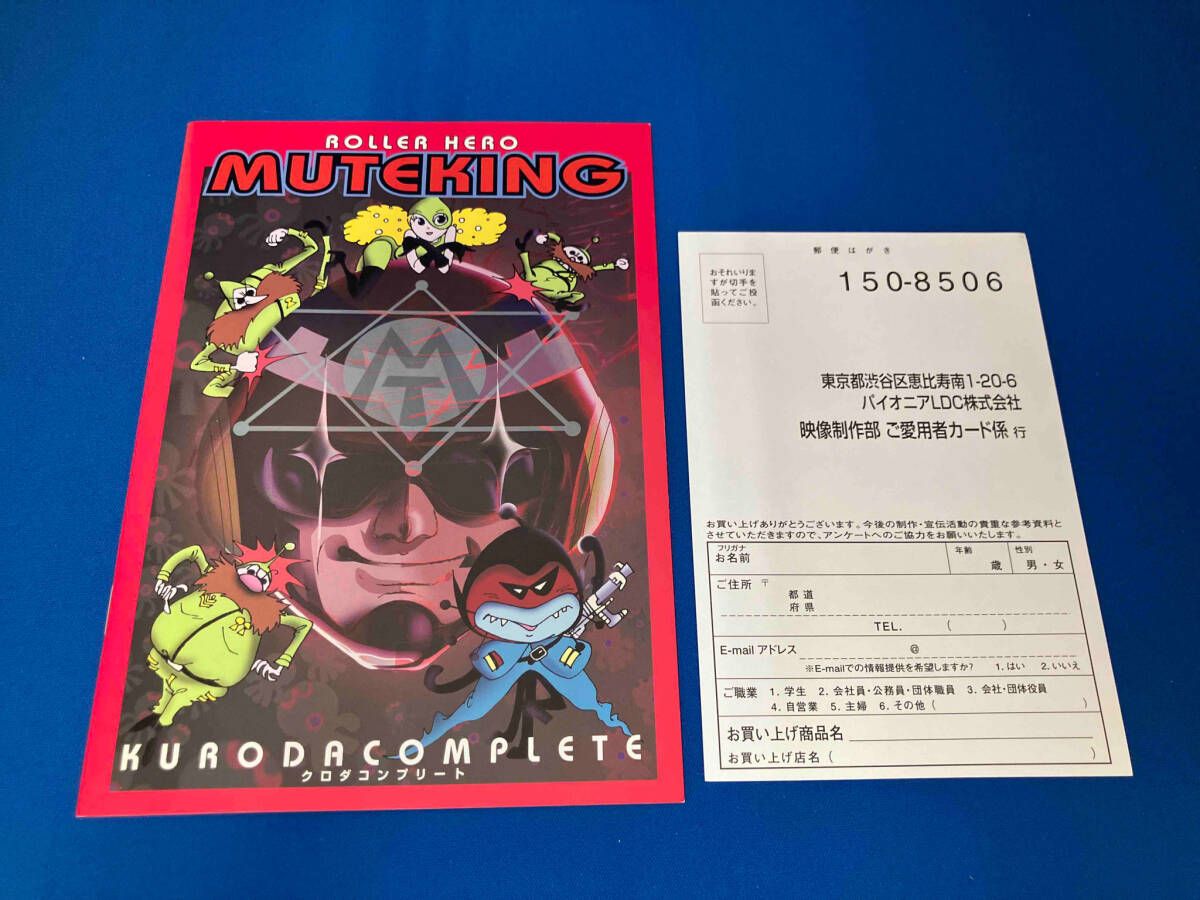 ROLLER HERO
MUTEKING
MT
KURODACOMPLETE
クロダコンプリート
郵便はがき
おそれいりま
すが切手を
貼ってご投
函ください。
150-8506
東京都渋谷区恵比寿南1-20-6
パイオニアLDC株式会社
映像制作部 ご愛用者カード係 行
お買い上げありがとうございます。今後の制作・宣伝活動の貴重な参考資料と
させていただきますので、アンケートへのご協力をお願いいたします。
フリガナ
お名前
年齢
歳
性別
男・女
ご住所 〒
都道
府県
TEL. ( )
E-mail アドレス @
※E-mailでの情報提供を希望しますか? 1.はい 2.いいえ
ご職業 1.学生 2.会社員・公務員・団体職員 3.会社・団体役員
4.自営業 5.主婦 6.その他 ( )
お買い上げ商品名
お買い上げ店名 ( )